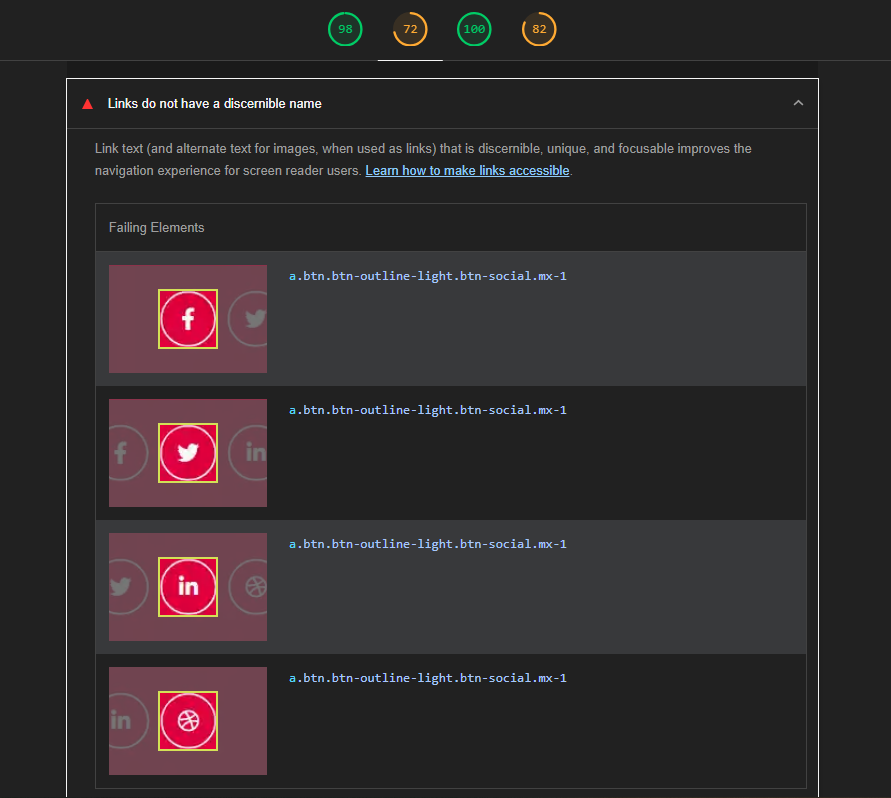 98 72 100 82
Links do not have a discernible name
Link text (and alternate text for images, when used as links) that is discernible, unique, and focusable improves the
navigation experience for screen reader users. Learn how to make links accessible.
Failing Elements
a.btn.btn-outline-light.btn-social.mx-1
a.btn.btn-outline-light.btn-social.mx-1
a.btn.btn-outline-light.btn-social.mx-1
a.btn.btn-outline-light.btn-social.mx-1